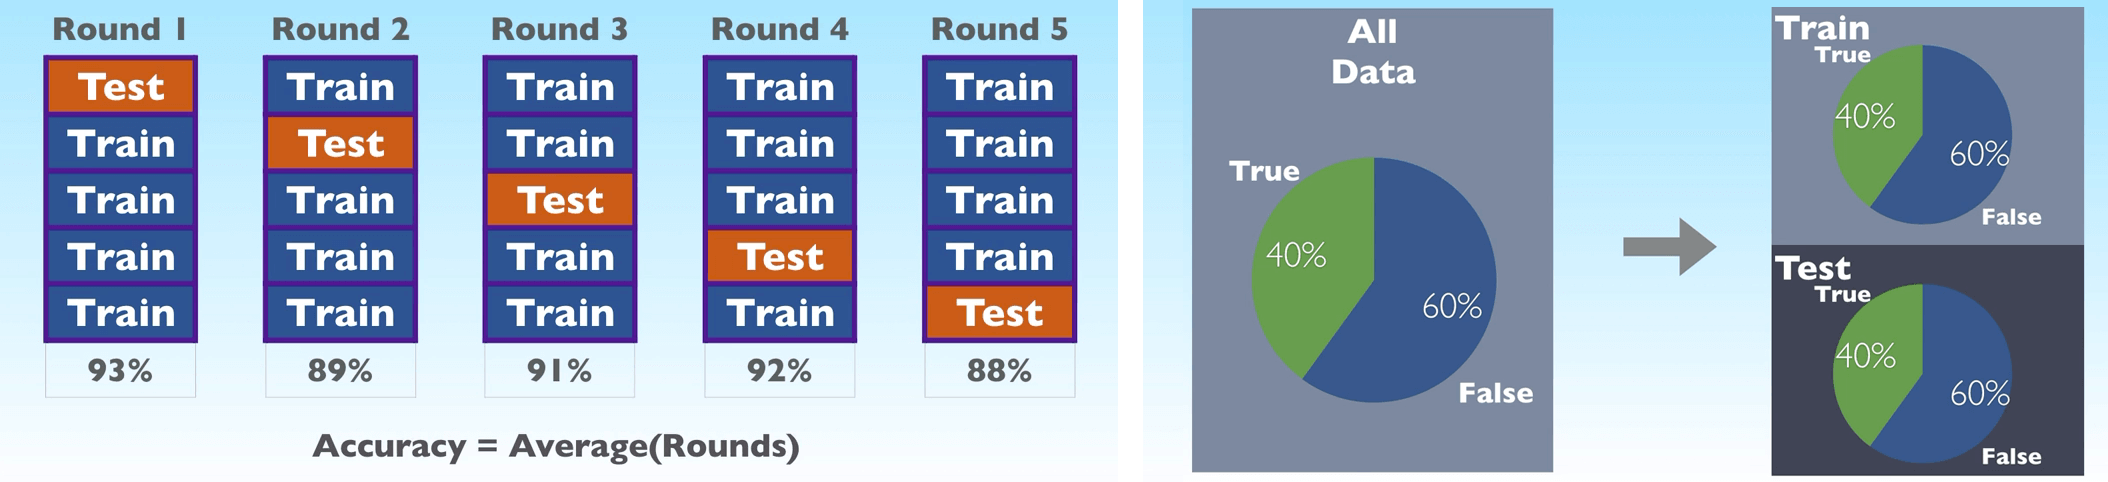 Round 1 Round 2 Round 3 Round 4 Round 5
Test Train Train Train Train
Train Test Train Train Train
Train Train Test Train Train
Train Train Train Test Train
Train Train Train Train Test
93% 89% 91% 92% 88%
Accuracy = Average(Rounds)
All
Data
True
40%
60%
False
Train
True
40%
60%
False
Test
True
40%
60%
False